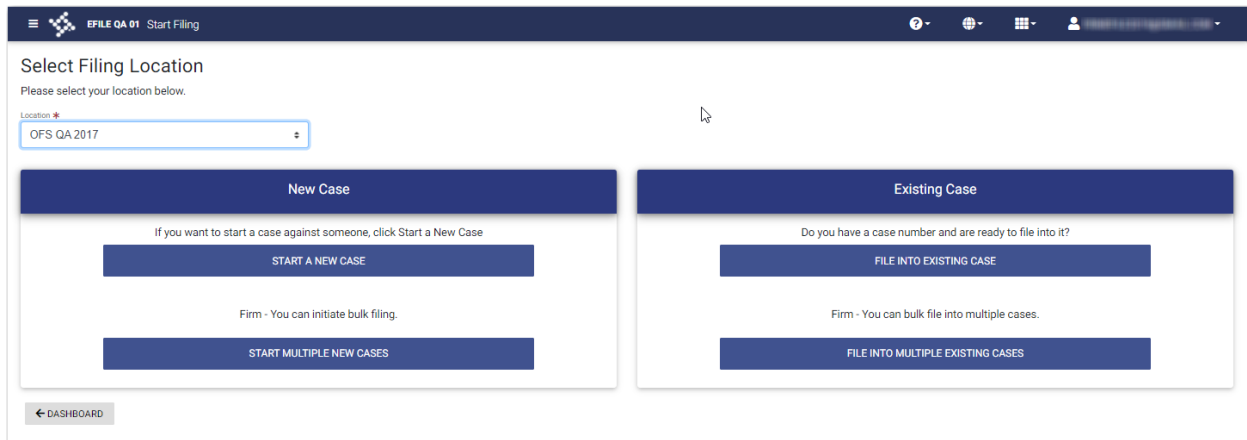 EFILE QA 01 Start Filing
Select Filing Location
Please select your location below.
Location *
OFS QA 2017
New Case
If you want to start a case against someone, click Start a New Case
START A NEW CASE
Firm - You can initiate bulk filing.
START MULTIPLE NEW CASES
Existing Case
Do you have a case number and are ready to file into it?
FILE INTO EXISTING CASE
Firm - You can bulk file into multiple cases.
FILE INTO MULTIPLE EXISTING CASES
DASHBOARD